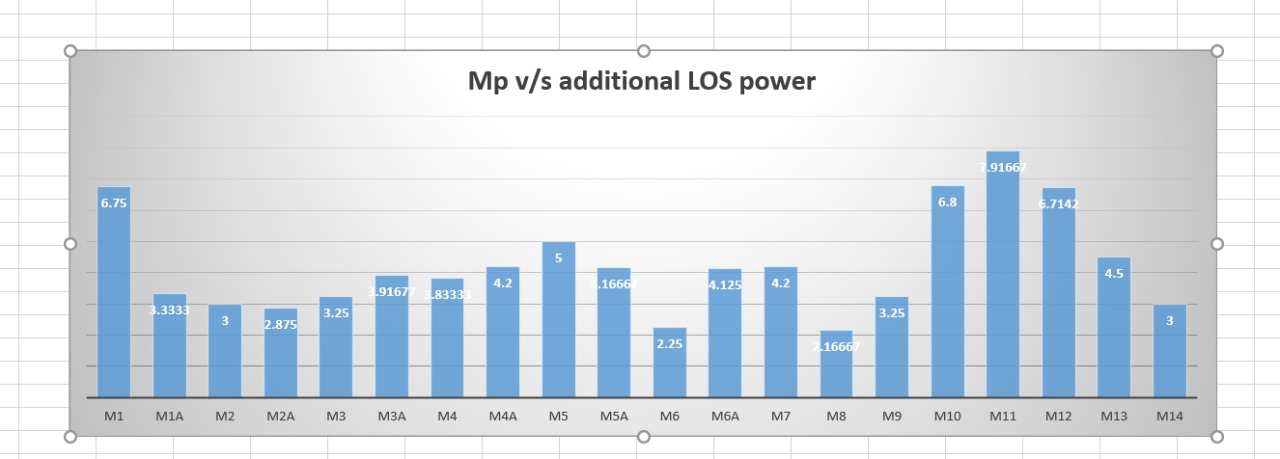 Mp v/s additional LOS power
6.75 3.3333 3 2.875 3.25 3.91677 3.83333 4.2 5 4.16667 2.25 4.125 4.2 2.16667 3.25 6.8 7.91667 6.7142 4.5 3
M1 M1A M2 M2A M3 M3A M4 M4A M5 M5A M6 M6A M7 M8 M9 M10 M11 M12 M13 M14